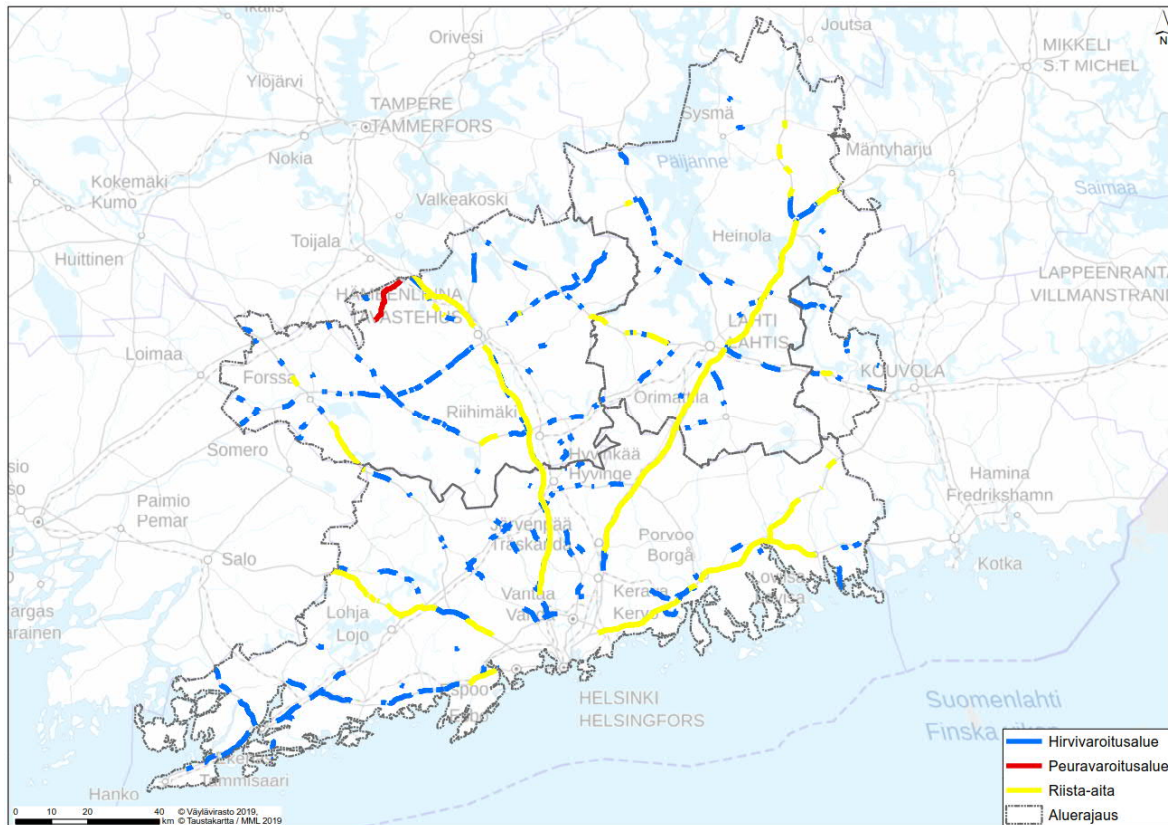 Ikalis
Orivesi
Joutsa
N
MIKKELI
S.T MICHEL
Ylöjärvi
TAMPERE
TAMMERFORS
Sysmä
Nokia
Päijänne
Mäntyharju
Kokemäki
Kumo
Valkeakoski
Saimaa
Toijala
Heinola
Huittinen
LAPPEENRANTA
VILLMANSTRAND
LAHTI
LAHTIS
Loimaa
Forssa
KOUVOLA
Orimattila
Riihimäki
Somero
Hyvinkää
Hyvinge
Hamina
Fredrikshamn
Paimio
Pemar
Järvenpää
Träskända
Porvoo
Borgå
Salo
Kotka
Vantaa
Vanda
Kerava
Kervo
Lohja
Lojo
HELSINKI
HELSINGFORS
Suomenlahti
Finska viken
Tammisaari
Hanko
Hirvivaroitusalue
Peuravaroitusalue
Riista-aita
Aluerajaus
0 10 20 40
km
© Väylävirasto 2019,
© Taustakartta / MML 2019